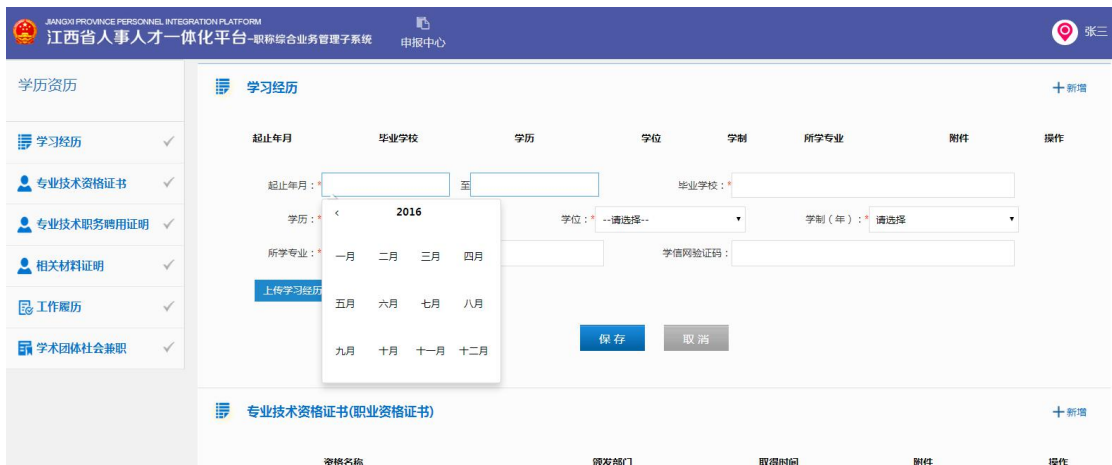 JIANGXI PROVINCE PERSONNEL INTEGRATION PLATFORM
江西省人事人才一体化平台-职称综合业务管理子系统
申报中心
张三
学历资历
学习经历
专业技术资格证书
专业技术职务聘用证明
相关材料证明
工作履历
学术团体社会兼职
学习经历
+新增
起止年月 毕业学校 学历 学位 学制 所学专业 附件 操作
起止年月：* 至 毕业学校：*
学历：* 学位：* --请选择-- 学制（年）：* 请选择
所学专业：* 学信网验证码：
上传学习经历
‹ 2016
一月 二月 三月 四月
五月 六月 七月 八月
九月 十月 十一月 十二月
保存 取消
专业技术资格证书(职业资格证书)
+新增
资格名称 颁发部门 取得时间 附件 操作